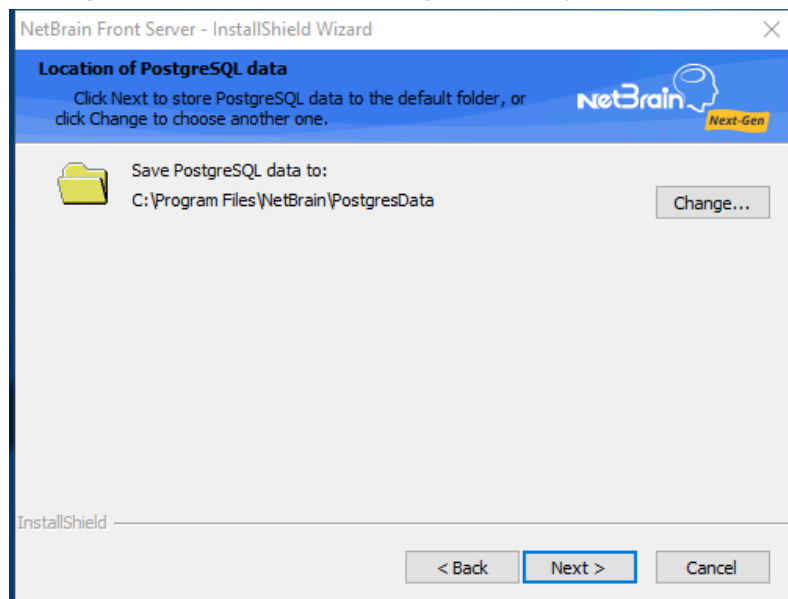 NetBrain Front Server - InstallShield Wizard
Location of PostgreSQL data
Click Next to store PostgreSQL data to the default folder, or
click Change to choose another one.
NetBrain
Next-Gen
Save PostgreSQL data to:
C:\Program Files\NetBrain\PostgresData
Change...
InstallShield
< Back
Next >
Cancel